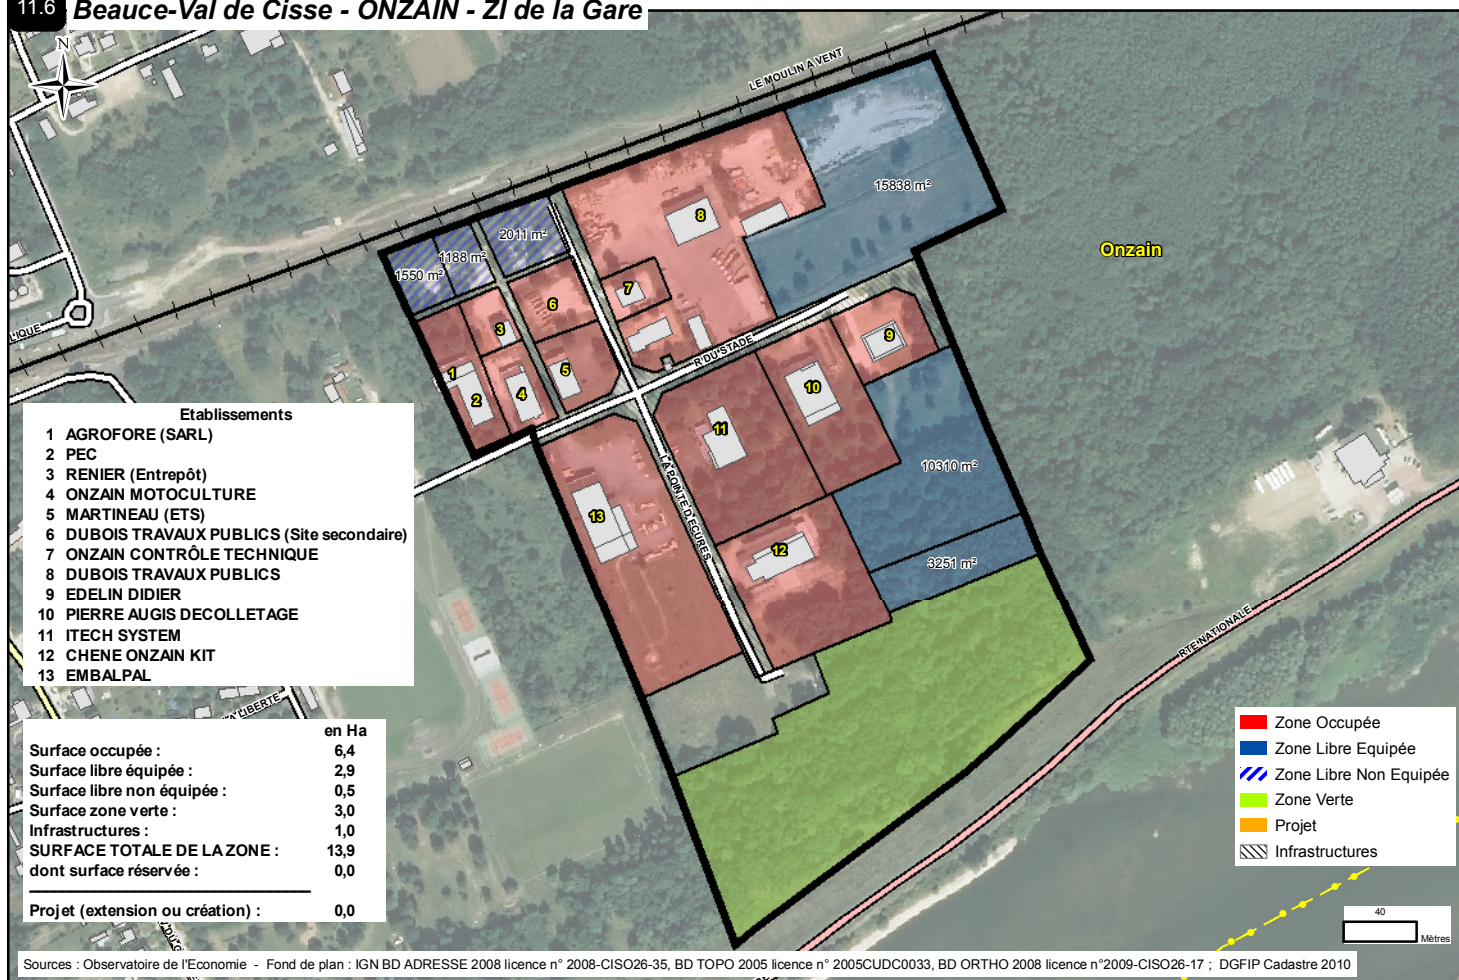 11.6 Beauce-Val de Cisse - ONZAIN - ZI de la Gare
N
LE MOULIN A VENT
15838 m²
8
2011 m²
1188 m²
1550 m²
Onzain
7
6
3
9
LIQUE
R DU STADE
5
1
10
4
2
11
LA POINTE D'ECURES
10310 m²
13
12
3251 m²
RTE NATIONALE
LA LIBERTE
Etablissements
1 AGROFORE (SARL)
2 PEC
3 RENIER (Entrepôt)
4 ONZAIN MOTOCULTURE
5 MARTINEAU (ETS)
6 DUBOIS TRAVAUX PUBLICS (Site secondaire)
7 ONZAIN CONTRÔLE TECHNIQUE
8 DUBOIS TRAVAUX PUBLICS
9 EDELIN DIDIER
10 PIERRE AUGIS DECOLLETAGE
11 ITECH SYSTEM
12 CHENE ONZAIN KIT
13 EMBALPAL
en Ha
Surface occupée : 6,4
Surface libre équipée : 2,9
Surface libre non équipée : 0,5
Surface zone verte : 3,0
Infrastructures : 1,0
SURFACE TOTALE DE LA ZONE : 13,9
dont surface réservée : 0,0
Projet (extension ou création) : 0,0
Zone Occupée
Zone Libre Equipée
Zone Libre Non Equipée
Zone Verte
Projet
Infrastructures
40
Mètres
Sources : Observatoire de l'Economie - Fond de plan : IGN BD ADRESSE 2008 licence n° 2008-CISO26-35, BD TOPO 2005 licence n° 2005CUDC0033, BD ORTHO 2008 licence n°2009-CISO26-17 ; DGFIP Cadastre 2010